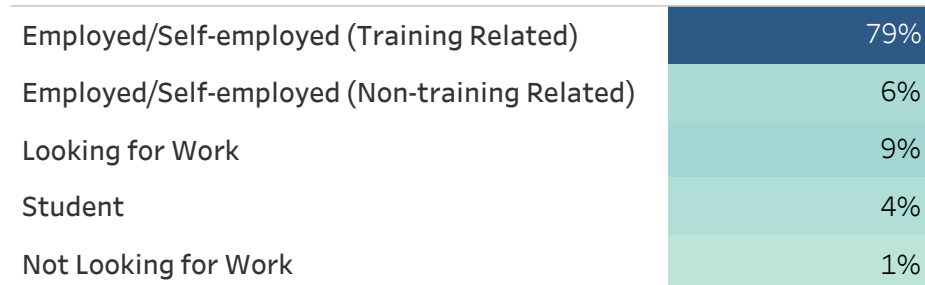 Employed/Self-employed (Training Related) 79%
Employed/Self-employed (Non-training Related) 6%
Looking for Work 9%
Student 4%
Not Looking for Work 1%